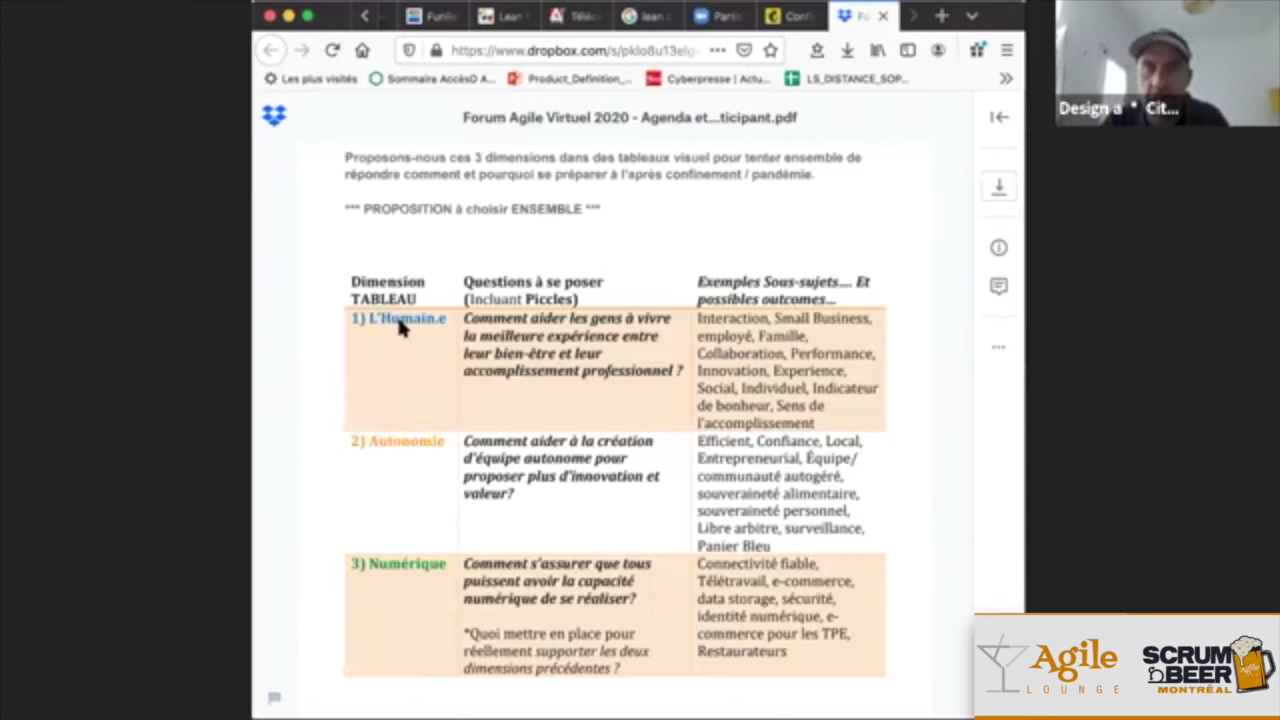 Lean
Partic
https://www.dropbox.com/s/pklo8u13elg
Les plus visités
Sommaire AccèsD A...
Product_Definition_...
Cyberpresse | Actu...
LS_DISTANCE_SOP...
Design a
Cit...
Forum Agile Virtuel 2020 - Agenda et...ticipant.pdf
Proposons-nous ces 3 dimensions dans des tableaux visuel pour tenter ensemble de
répondre comment et pourquoi se préparer à l'après confinement / pandémie.
*** PROPOSITION à choisir ENSEMBLE ***
Dimension
TABLEAU
Questions à se poser
(Incluant Piccles)
Exemples Sous-sujets.... Et
possibles outcomes...
1) L'Humain.e
Comment aider les gens à vivre
la meilleure expérience entre
leur bien-être et leur
accomplissement professionnel ?
Interaction, Small Business,
employé, Famille,
Collaboration, Performance,
Innovation, Experience,
Social, Individuel, Indicateur
de bonheur, Sens de
l'accomplissement
2) Autonomie
Comment aider à la création
d'équipe autonome pour
proposer plus d'innovation et
valeur?
Efficient, Confiance, Local,
Entrepreneurial, Équipe/
communauté autogéré,
souveraineté alimentaire,
souveraineté personnel,
Libre arbitre, surveillance,
Panier Bleu
3) Numérique
Comment s'assurer que tous
puissent avoir la capacité
numérique de se réaliser?
*Quoi mettre en place pour
réellement supporter les deux
dimensions précédentes ?
Connectivité fiable,
Télétravail, e-commerce,
data storage, sécurité,
identité numérique, e-
commerce pour les TPE,
Restaurateurs
Agile
LOUNGE
SCRUM
BEER
MONTRÉAL
Agile